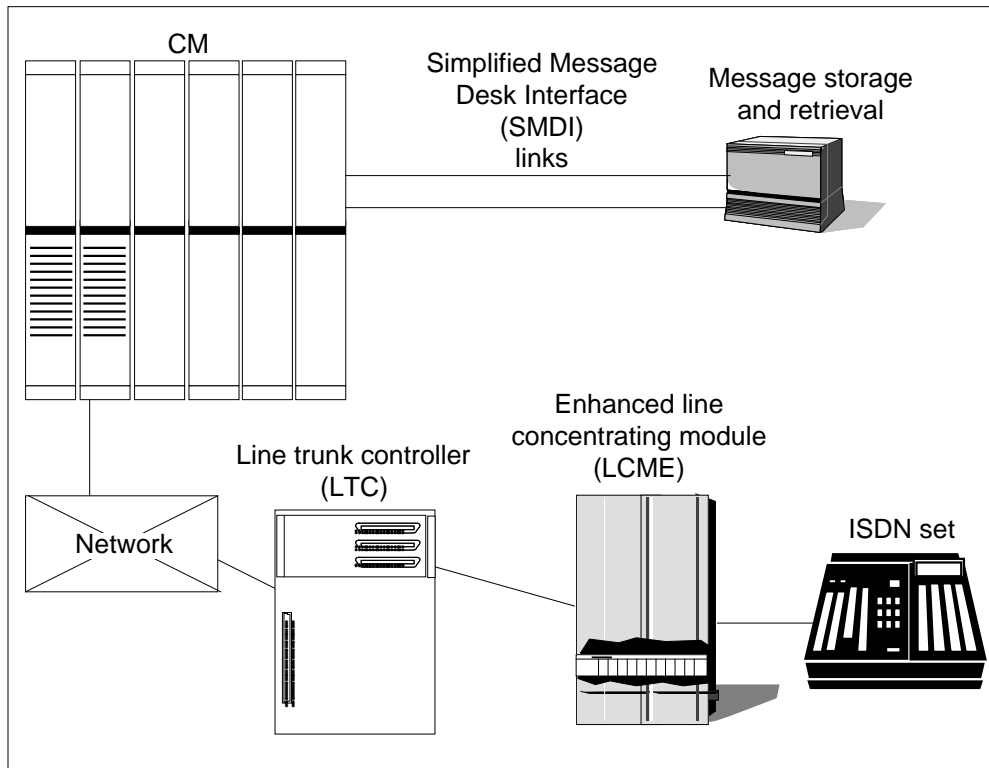 CM
Simplified Message
Desk Interface
(SMDI)
links
Message storage
and retrieval
Enhanced line
concentrating module
(LCME)
Line trunk controller
(LTC)
Network
ISDN set